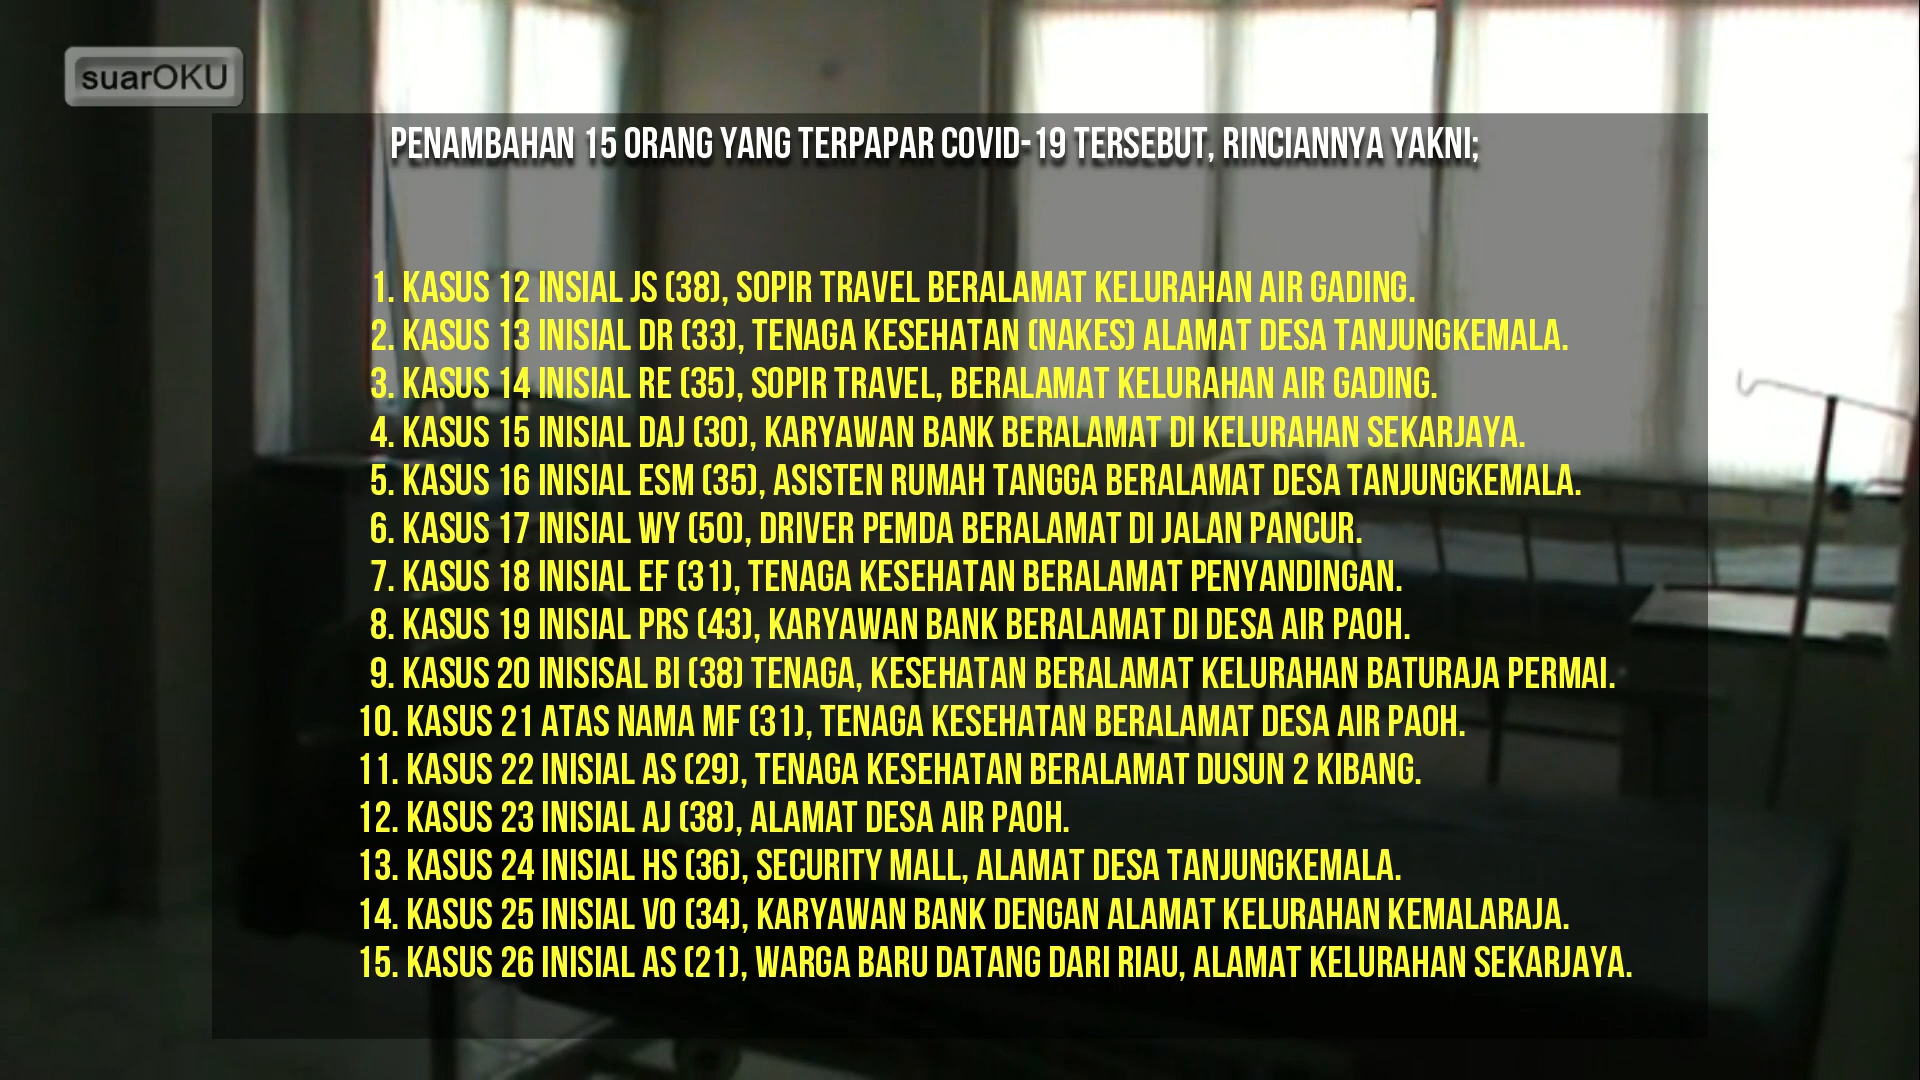 suarOKU
PENAMBAHAN 15 ORANG YANG TERPAPAR COVID-19 TERSEBUT, RINCIANNYA YAKNI;
1. KASUS 12 INSIAL JS (38), SOPIR TRAVEL BERALAMAT KELURAHAN AIR GADING.
2. KASUS 13 INISIAL DR (33), TENAGA KESEHATAN (NAKES) ALAMAT DESA TANJUNGKEMALA.
3. KASUS 14 INISIAL RE (35), SOPIR TRAVEL, BERALAMAT KELURAHAN AIR GADING.
4. KASUS 15 INISIAL DAJ (30), KARYAWAN BANK BERALAMAT DI KELURAHAN SEKARJAYA.
5. KASUS 16 INISIAL ESM (35), ASISTEN RUMAH TANGGA BERALAMAT DESA TANJUNGKEMALA.
6. KASUS 17 INISIAL WY (50), DRIVER PEMDA BERALAMAT DI JALAN PANCUR.
7. KASUS 18 INISIAL EF (31), TENAGA KESEHATAN BERALAMAT PENYANDINGAN.
8. KASUS 19 INISIAL PRS (43), KARYAWAN BANK BERALAMAT DI DESA AIR PAOH.
9. KASUS 20 INISISAL BI (38) TENAGA, KESEHATAN BERALAMAT KELURAHAN BATURAJA PERMAI.
10. KASUS 21 ATAS NAMA MF (31), TENAGA KESEHATAN BERALAMAT DESA AIR PAOH.
11. KASUS 22 INISIAL AS (29), TENAGA KESEHATAN BERALAMAT DUSUN 2 KIBANG.
12. KASUS 23 INISIAL AJ (38), ALAMAT DESA AIR PAOH.
13. KASUS 24 INISIAL HS (36), SECURITY MALL, ALAMAT DESA TANJUNGKEMALA.
14. KASUS 25 INISIAL VO (34), KARYAWAN BANK DENGAN ALAMAT KELURAHAN KEMALARAJA.
15. KASUS 26 INISIAL AS (21), WARGA BARU DATANG DARI RIAU, ALAMAT KELURAHAN SEKARJAYA.